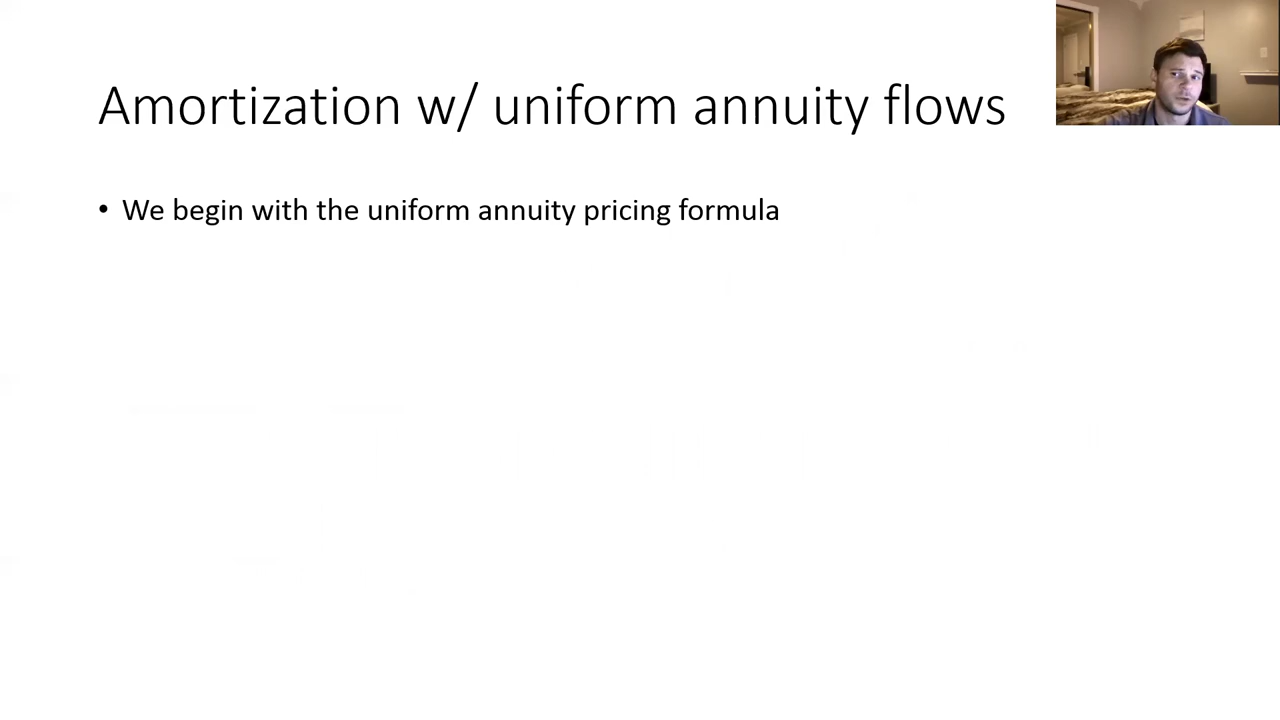 Amortization w/ uniform annuity flows
• We begin with the uniform annuity pricing formula